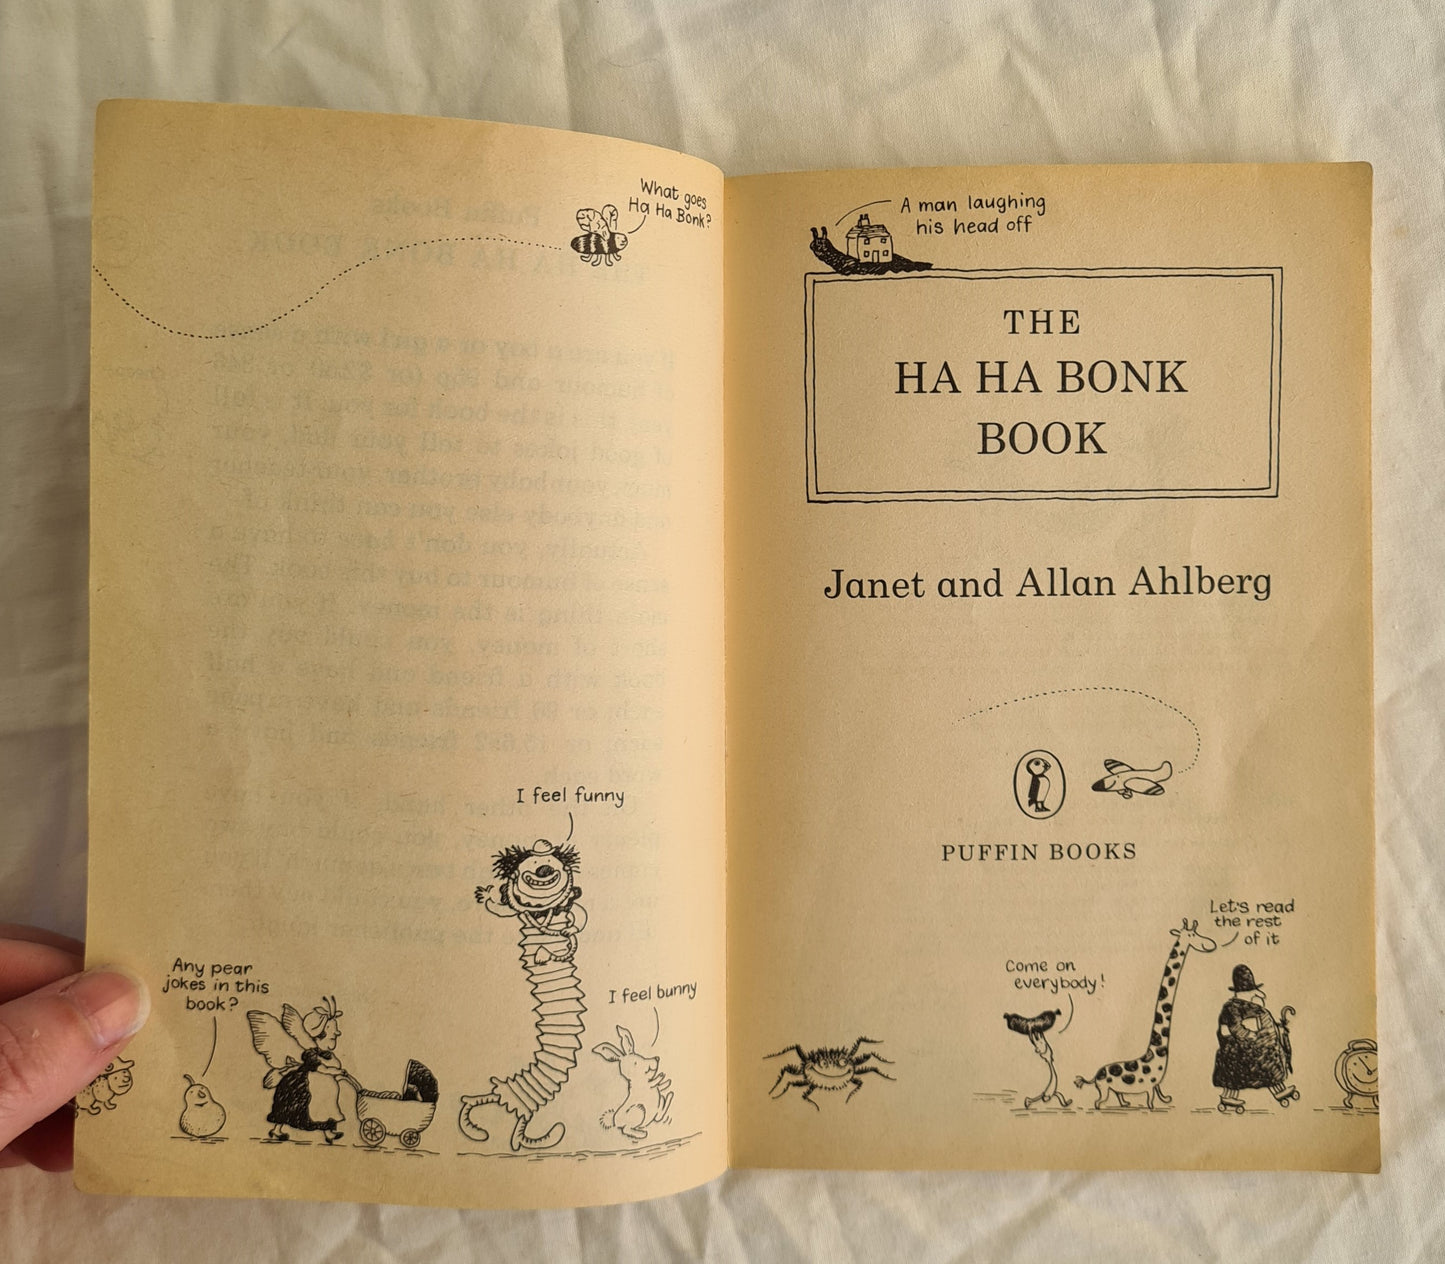 What goes
Ha Ha Bonk?
I feel funny
Any pear
jokes in this
book?
I feel bunny
A man laughing
his head off
THE
HA HA BONK
BOOK
Janet and Allan Ahlberg
PUFFIN BOOKS
Let's read
the rest
of it
Come on
everybody!